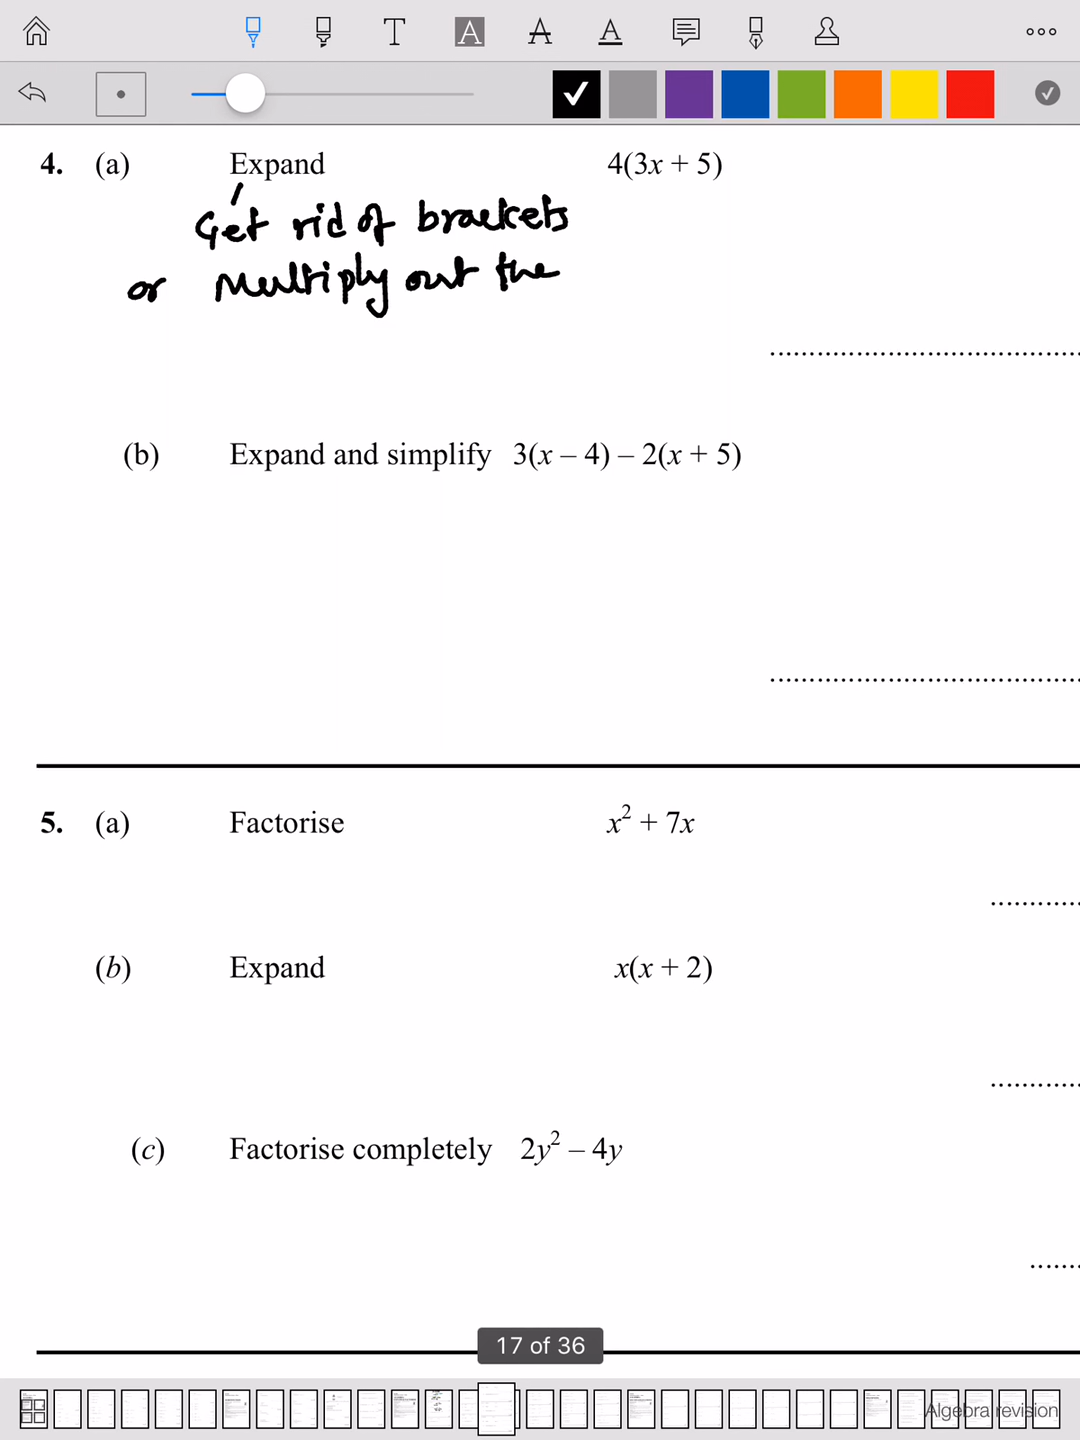 T A A A
4. (a) Expand 4(3x + 5)
Get rid of brackets
or Multiply out the
....................................
(b) Expand and simplify 3(x – 4) – 2(x + 5)
....................................
5. (a) Factorise x² + 7x
............
(b) Expand x(x + 2)
............
(c) Factorise completely 2y² – 4y
.......
17 of 36
Algebra revision